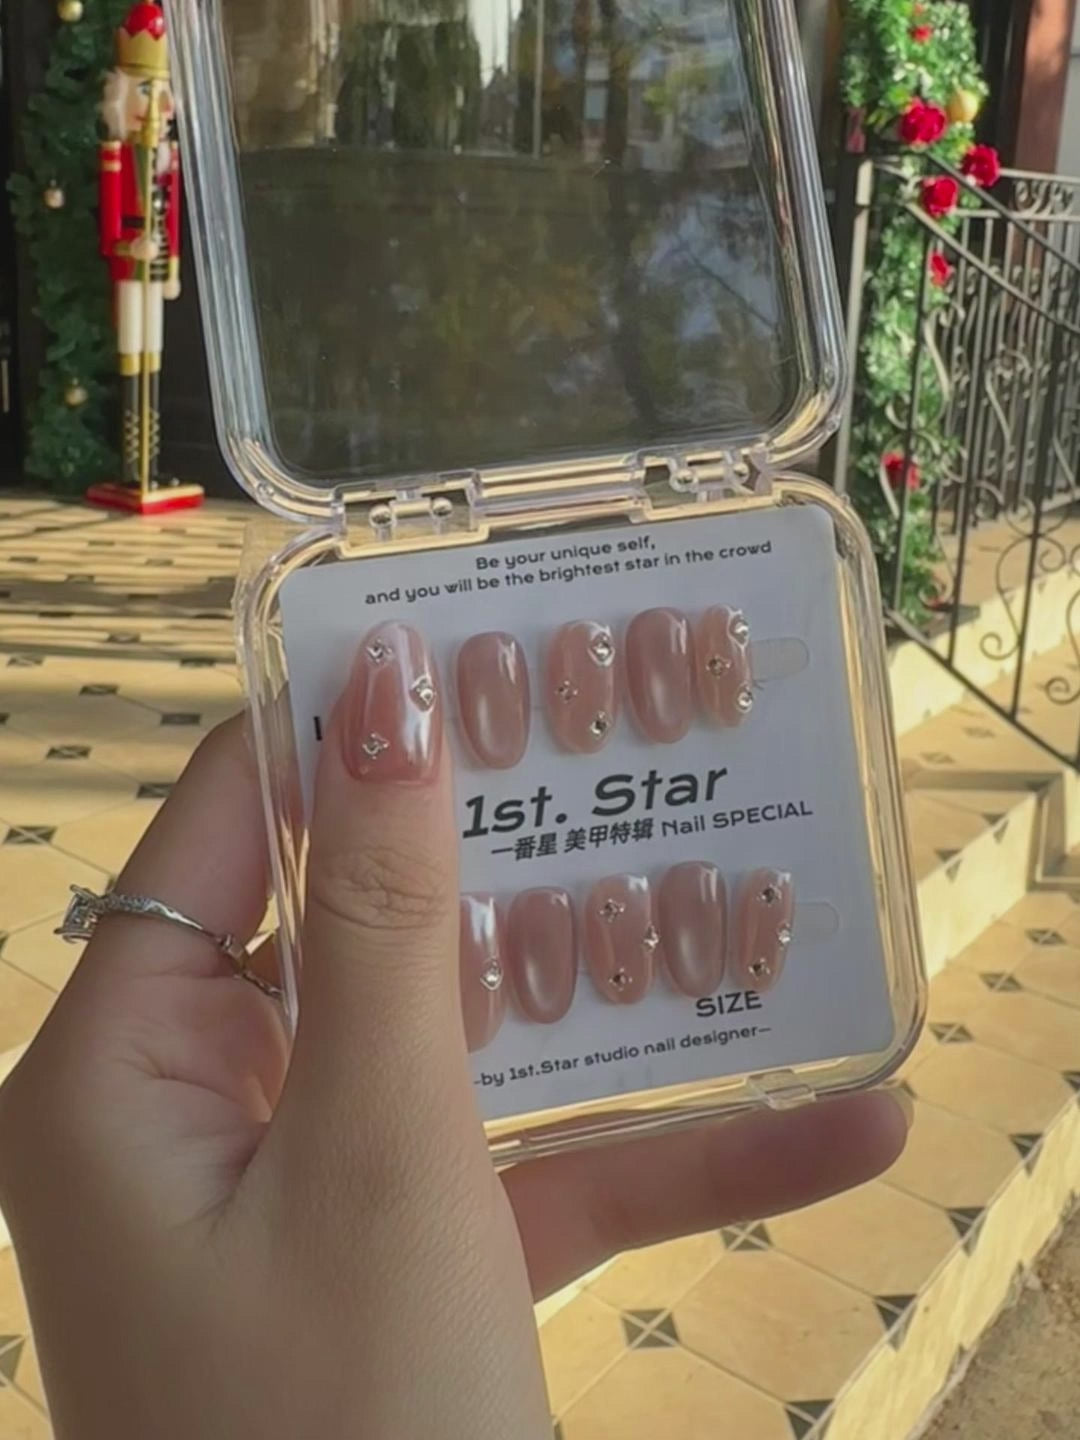 Be your unique self,
and you will be the brightest star in the crowd
1st. Star
一番星 美甲特辑 Nail SPECIAL
SIZE
-by 1st.Star studio nail designer—